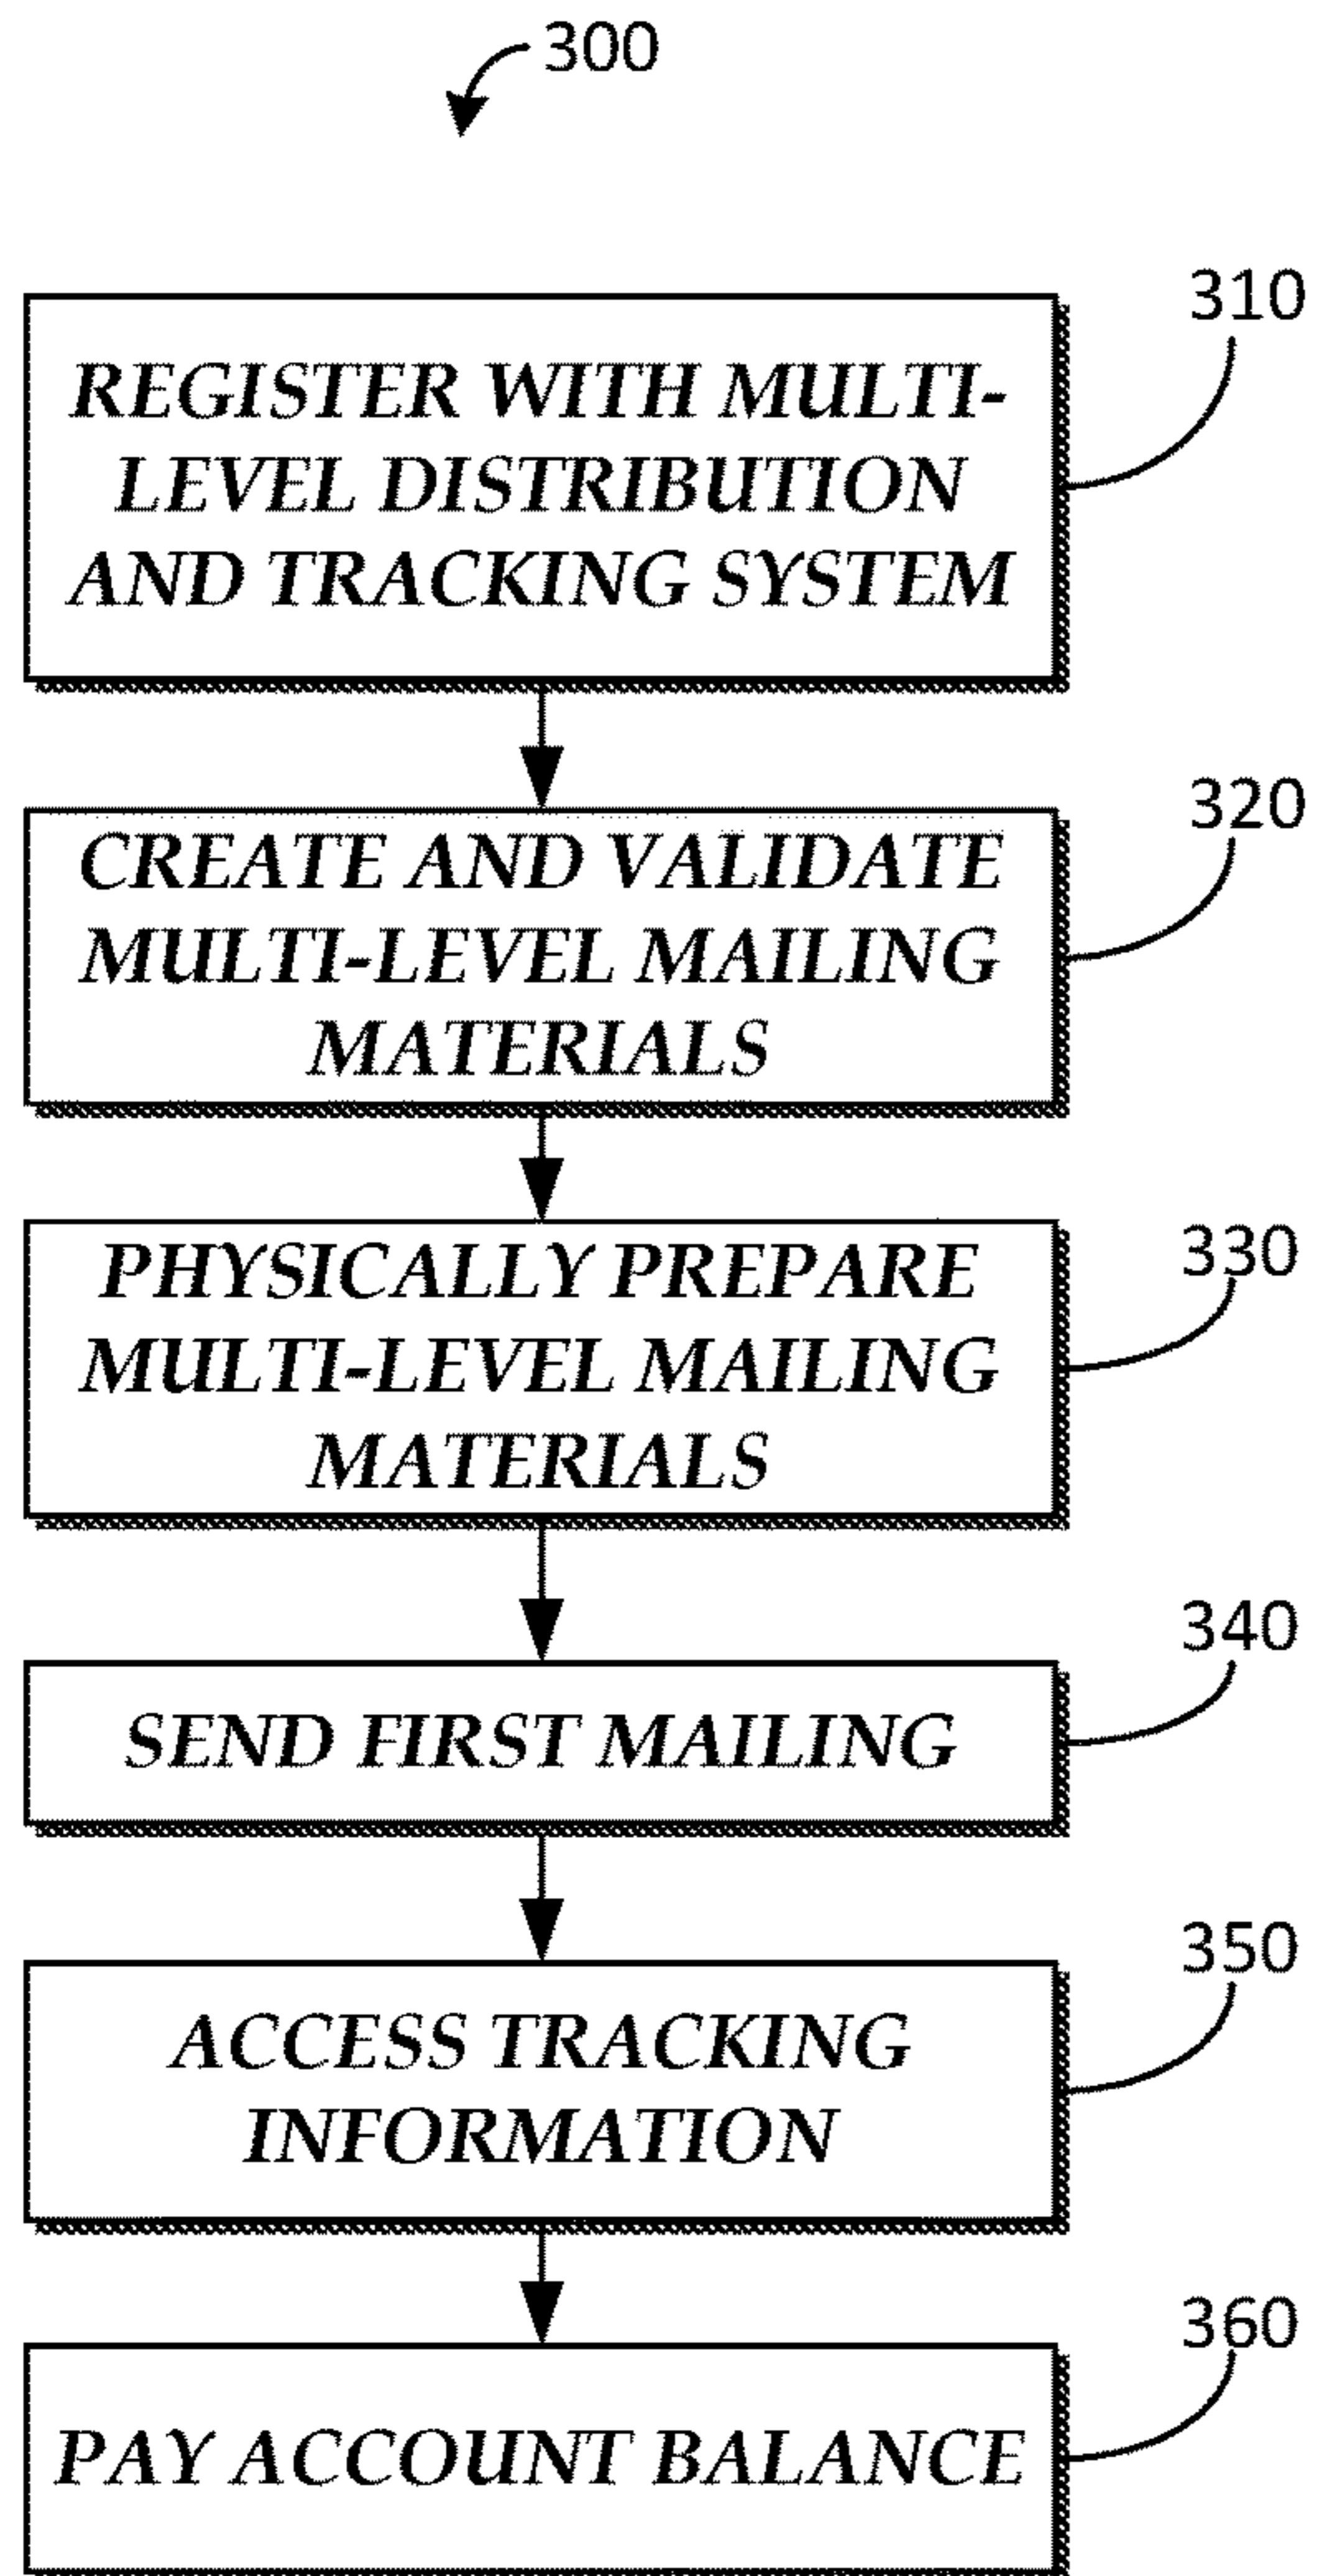 300
310
REGISTER WITH MULTI-
LEVEL DISTRIBUTION
AND TRACKING SYSTEM
320
CREATE AND VALIDATE
MULTI-LEVEL MAILING
MATERIALS
330
PHYSICALLY PREPARE
MULTI-LEVEL MAILING
MATERIALS
340
SEND FIRST MAILING
350
ACCESS TRACKING
INFORMATION
360
PAY ACCOUNT BALANCE